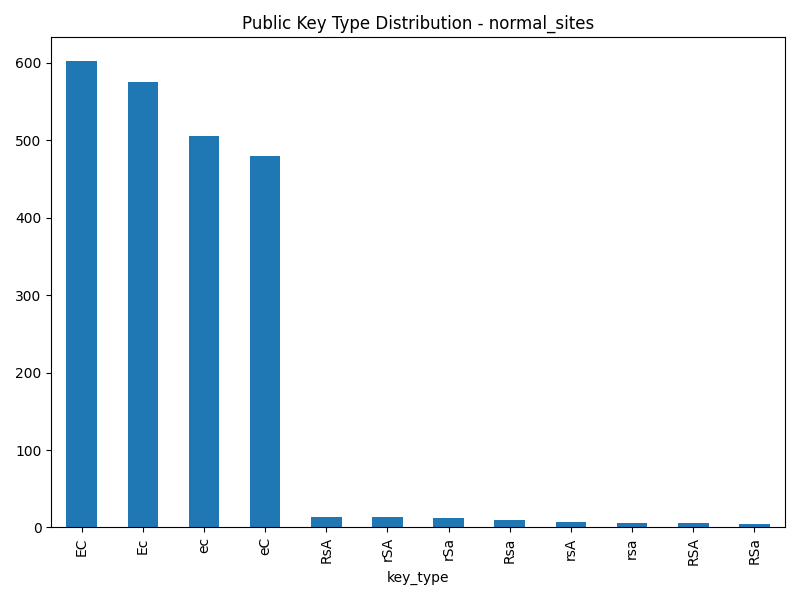 Public Key Type Distribution - normal_sites
600
500
400
300
200
100
0
EC
Ec
ec
eC
RsA
rSA
rSa
Rsa
rsA
rsa
RSA
RSa
key_type